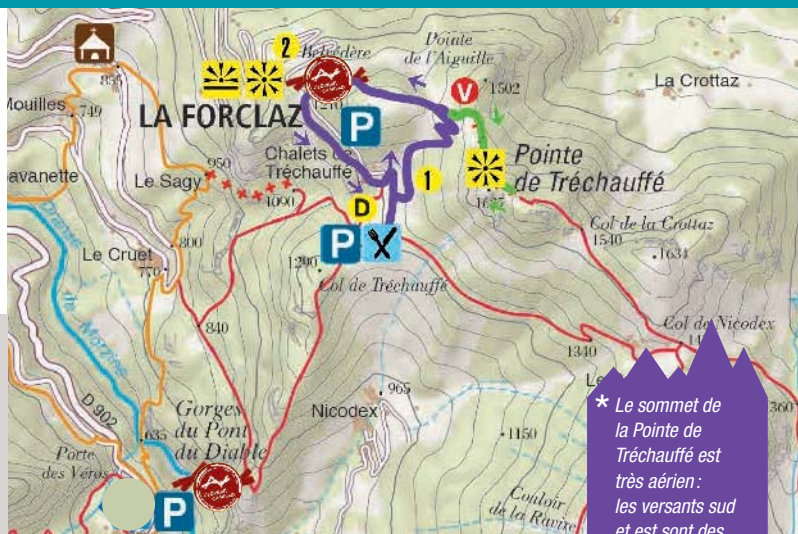 2
Belvédère
Pointe
de l'Aiguille
855
1210
V
1502
La Crottaz
Mouilles
749
LA FORCLAZ
P
Chalets de
Tréchauffé
Pointe
de Tréchauffé
950
Le Sagy
1090
1
D
Col de la Crottaz
1540
1634
800
Le Cruet
770
P
1290
Col de Tréchauffé
de Morzine
840
Col de Nicodex
1340
965
Nicodex
D 902
Gorges
du Pont
du Diable
635
Porte
des Véros
1150
360
P
Couloir
de la Ravine
* Le sommet de
la Pointe de
Tréchauffé est
très aérien :
les versants sud
et est sont des